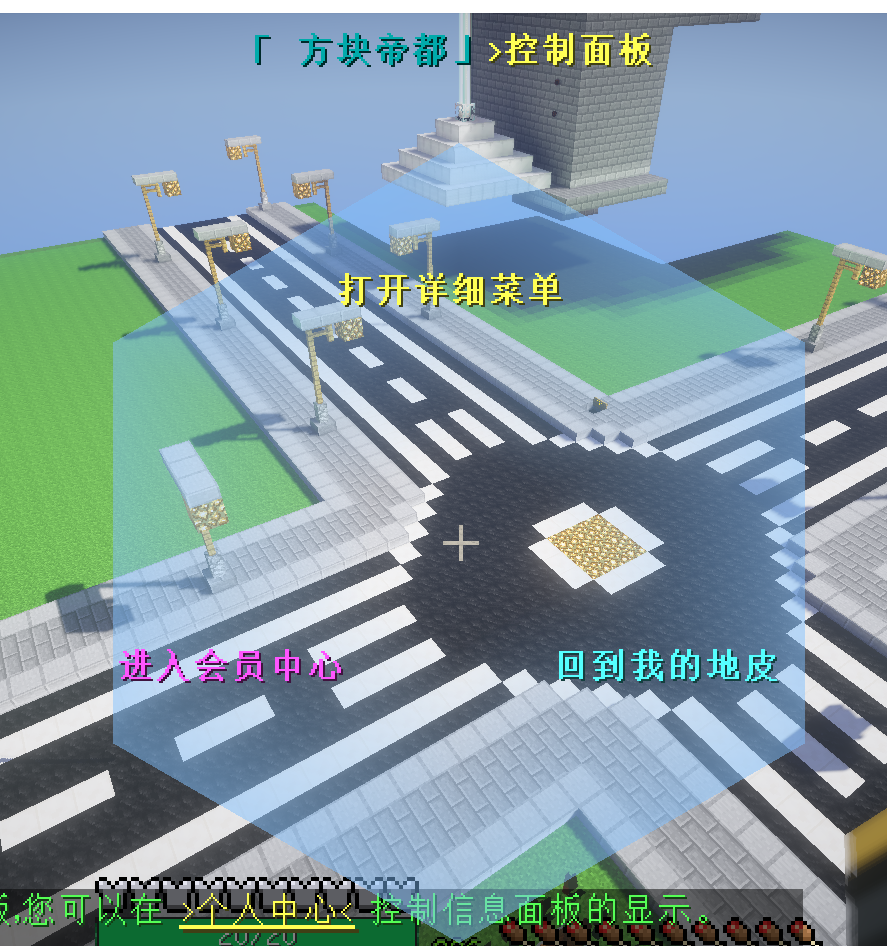 「 方块帝都」>控制面板
打开详细菜单
进入会员中心 回到我的地皮
,您可以在 >个人中心< 控制信息面板的显示。
20/20